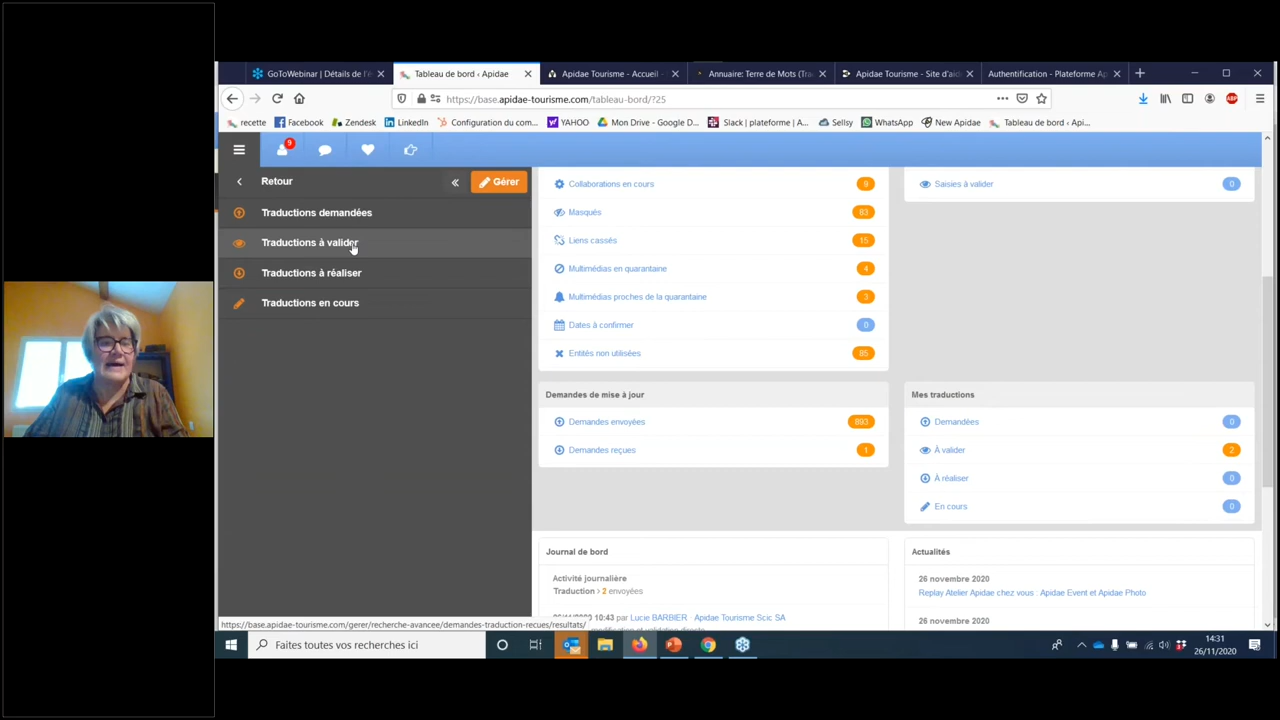 GoToWebinar | Détails de l'é
Tableau de bord ‹ Apidae
Apidae Tourisme - Accueil
Annuaire: Terre de Mots (Tra
Apidae Tourisme - Site d'aid
Authentification - Plateforme Ap
https://base.apidae-tourisme.com/tableau-bord/?25
recette
Facebook
Zendesk
LinkedIn
Configuration du com...
YAHOO
Mon Drive - Google D...
Slack | plateforme | A...
Sellsy
WhatsApp
New Apidae
Tableau de bord ‹ Api...
9
Retour
Gérer
Traductions demandées
Traductions à valider
Traductions à réaliser
Traductions en cours
Collaborations en cours 9
Masqués 83
Liens cassés 15
Multimédias en quarantaine 4
Multimédias proches de la quarantaine 3
Dates à confirmer 0
Entités non utilisées 85
Saisies à valider 0
Demandes de mise à jour
Demandes envoyées 893
Demandes reçues 1
Mes traductions
Demandées 0
À valider 2
À réaliser 0
En cours 0
Journal de bord
Activité journalière
Traduction > 2 envoyées
10:43 par Lucie BARBIER - Apidae Tourisme Scic SA
modification et validation directe
Actualités
26 novembre 2020
Replay Atelier Apidae chez vous : Apidae Event et Apidae Photo
26 novembre 2020
https://base.apidae-tourisme.com/gerer/recherche-avancee/demandes-traduction-recues/resultats/
Faites toutes vos recherches ici
14:31
26/11/2020